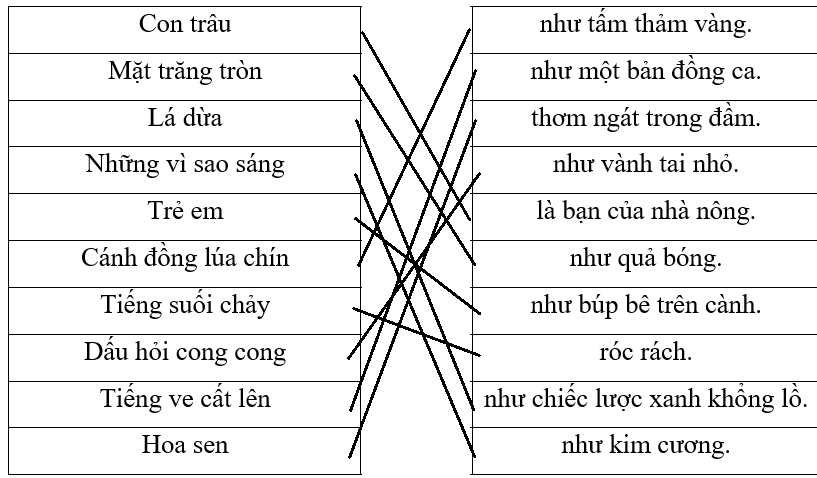 Con trâu
như tấm thảm vàng.
Mặt trăng tròn
như một bản đồng ca.
Lá dừa
thơm ngát trong đầm.
Những vì sao sáng
như vành tai nhỏ.
Trẻ em
là bạn của nhà nông.
Cánh đồng lúa chín
như quả bóng.
Tiếng suối chảy
như búp bê trên cành.
Dấu hỏi cong cong
róc rách.
Tiếng ve cất lên
như chiếc lược xanh khổng lồ.
Hoa sen
như kim cương.